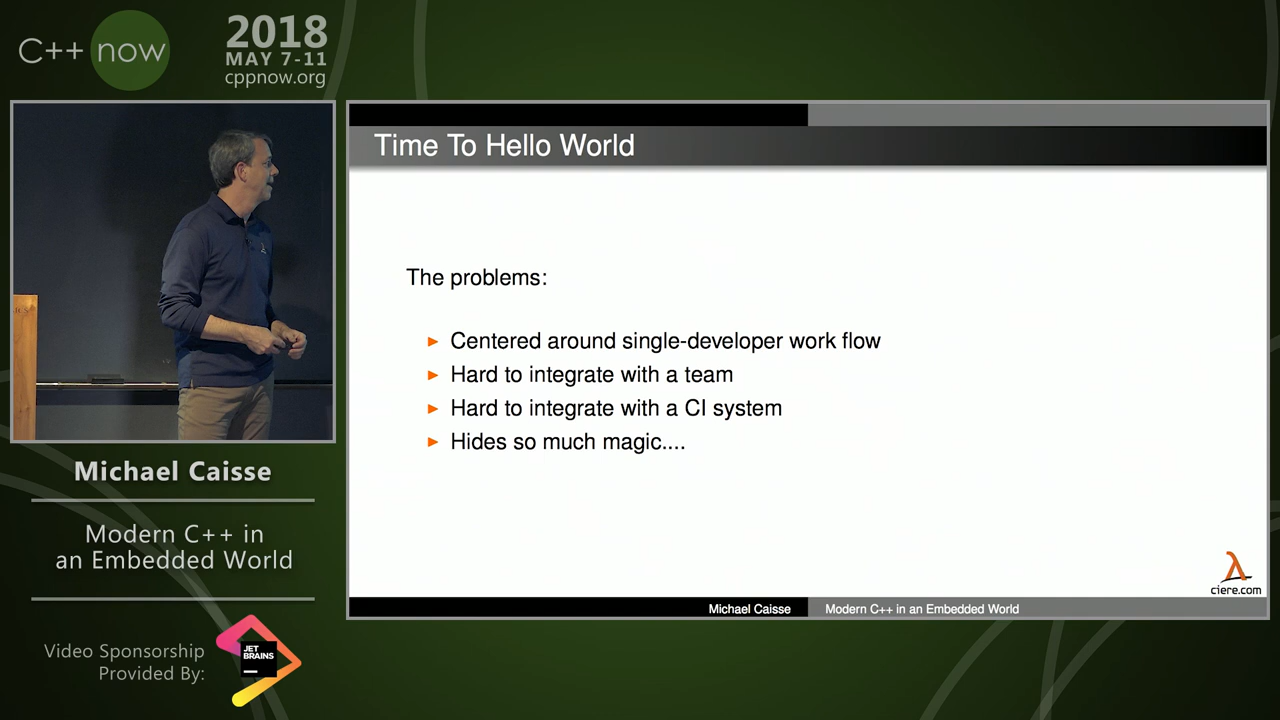 C++ now
2018
MAY 7-11
cppnow.org
Time To Hello World
The problems:
Centered around single-developer work flow
Hard to integrate with a team
Hard to integrate with a CI system
Hides so much magic....
λ
ciere.com
Michael Caisse
Modern C++ in an Embedded World
Michael Caisse
Modern C++ in
an Embedded World
Video Sponsorship
Provided By:
JET
BRAINS